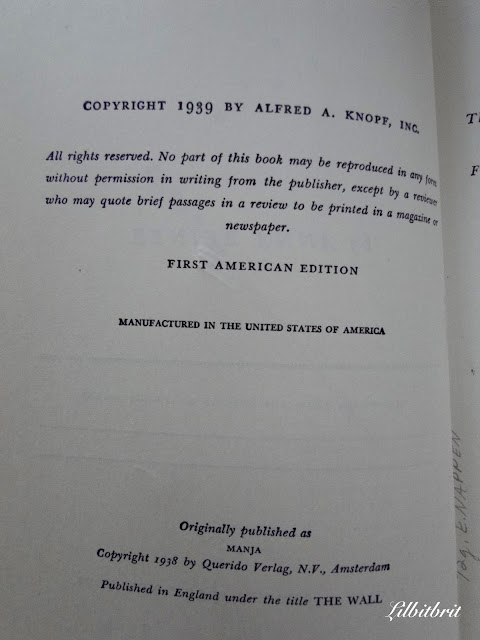 COPYRIGHT 1939 BY ALFRED A. KNOPF, INC.
All rights reserved. No part of this book may be reproduced in any form
without permission in writing from the publisher, except by a reviewer
who may quote brief passages in a review to be printed in a magazine or
newspaper.
FIRST AMERICAN EDITION
MANUFACTURED IN THE UNITED STATES OF AMERICA
Originally published as
MANJA
Copyright 1938 by Querido Verlag, N.V., Amsterdam
Published in England under the title THE WALL
Lilbitbrit